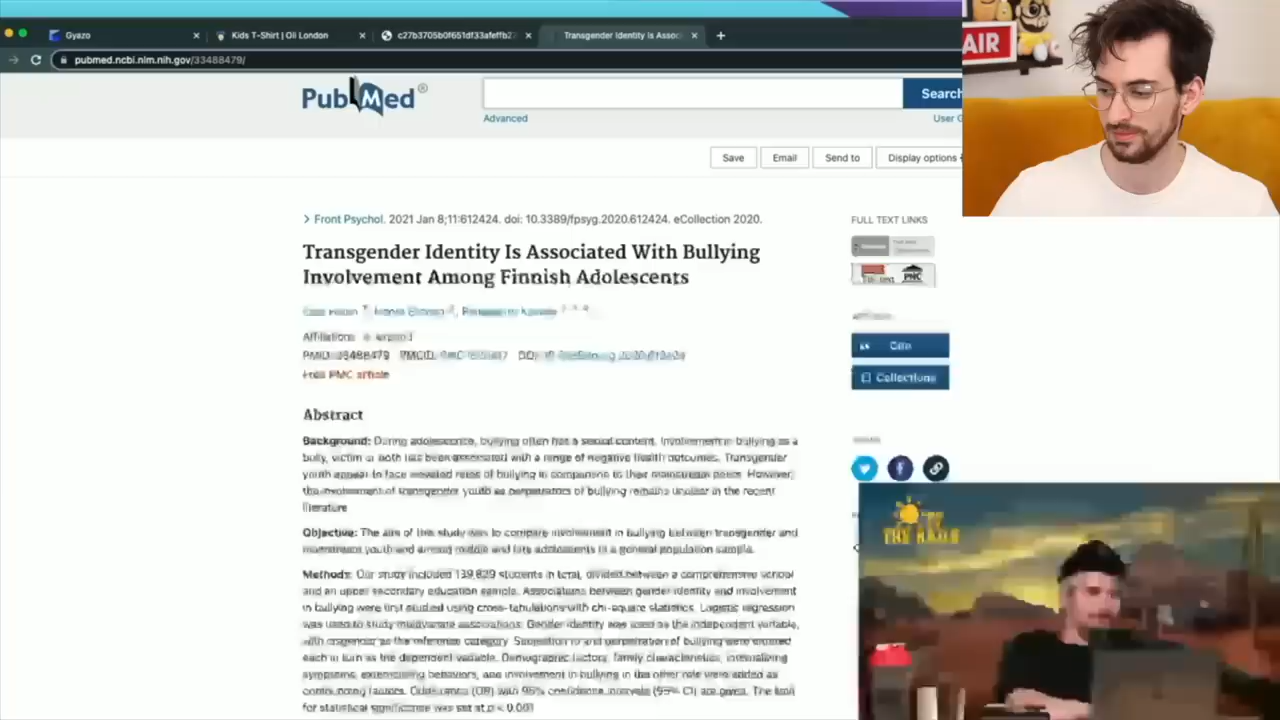 Gyazo
Kids T-Shirt | Oli London
c27b3705b0f651df33afeffb2
Transgender Identity Is Assoc
pubmed.ncbi.nlm.nih.gov/33488479/
PubMed®
Search
Advanced
User G
Save
Email
Send to
Display options
AIR
Front Psychol. 2021 Jan 8;11:612424. doi: 10.3389/fpsyg.2020.612424. eCollection 2020.
FULL TEXT LINKS
Transgender Identity Is Associated With Bullying
Involvement Among Finnish Adolescents
Affiliations
PMID: 33488479 PMCID:
Free PMC article
Cite
Collections
Abstract
Background: During adolescence, bullying often has a sexual content. Involvement in bullying as a
bully, victim or both has been associated with a range of negative health outcomes. Transgender
youth appear to face elevated rates of bullying in comparison to their mainstream peers. However,
the involvement of transgender youth as perpetrators of bullying remains unclear in the recent
literature
Objective: The aim of this study was to compare involvement in bullying between transgender and
mainstream youth and among middle and late adolescents in a general population sample.
Methods: Our study included 139,829 students in total, divided between a comprehensive school
and an upper secondary education sample. Associations between gender identity and involvement
in bullying were first studied using cross-tabulations with chi-square statistics. Logistic regression
was used to study multivariate associations. Gender identity was used as the independent variable,
with cisgender as the reference category. Subjection to and perpetration of bullying were entered
each in turn as the dependent variable. Demographic factors, family characteristics, internalizing
symptoms, externalizing behaviors, and involvement in bullying in the other role were added as
confounding factors. Odds ratios (OR) with 95% confidence intervals (95% CI) are given. The limit
for statistical significance was set at p < 0.001